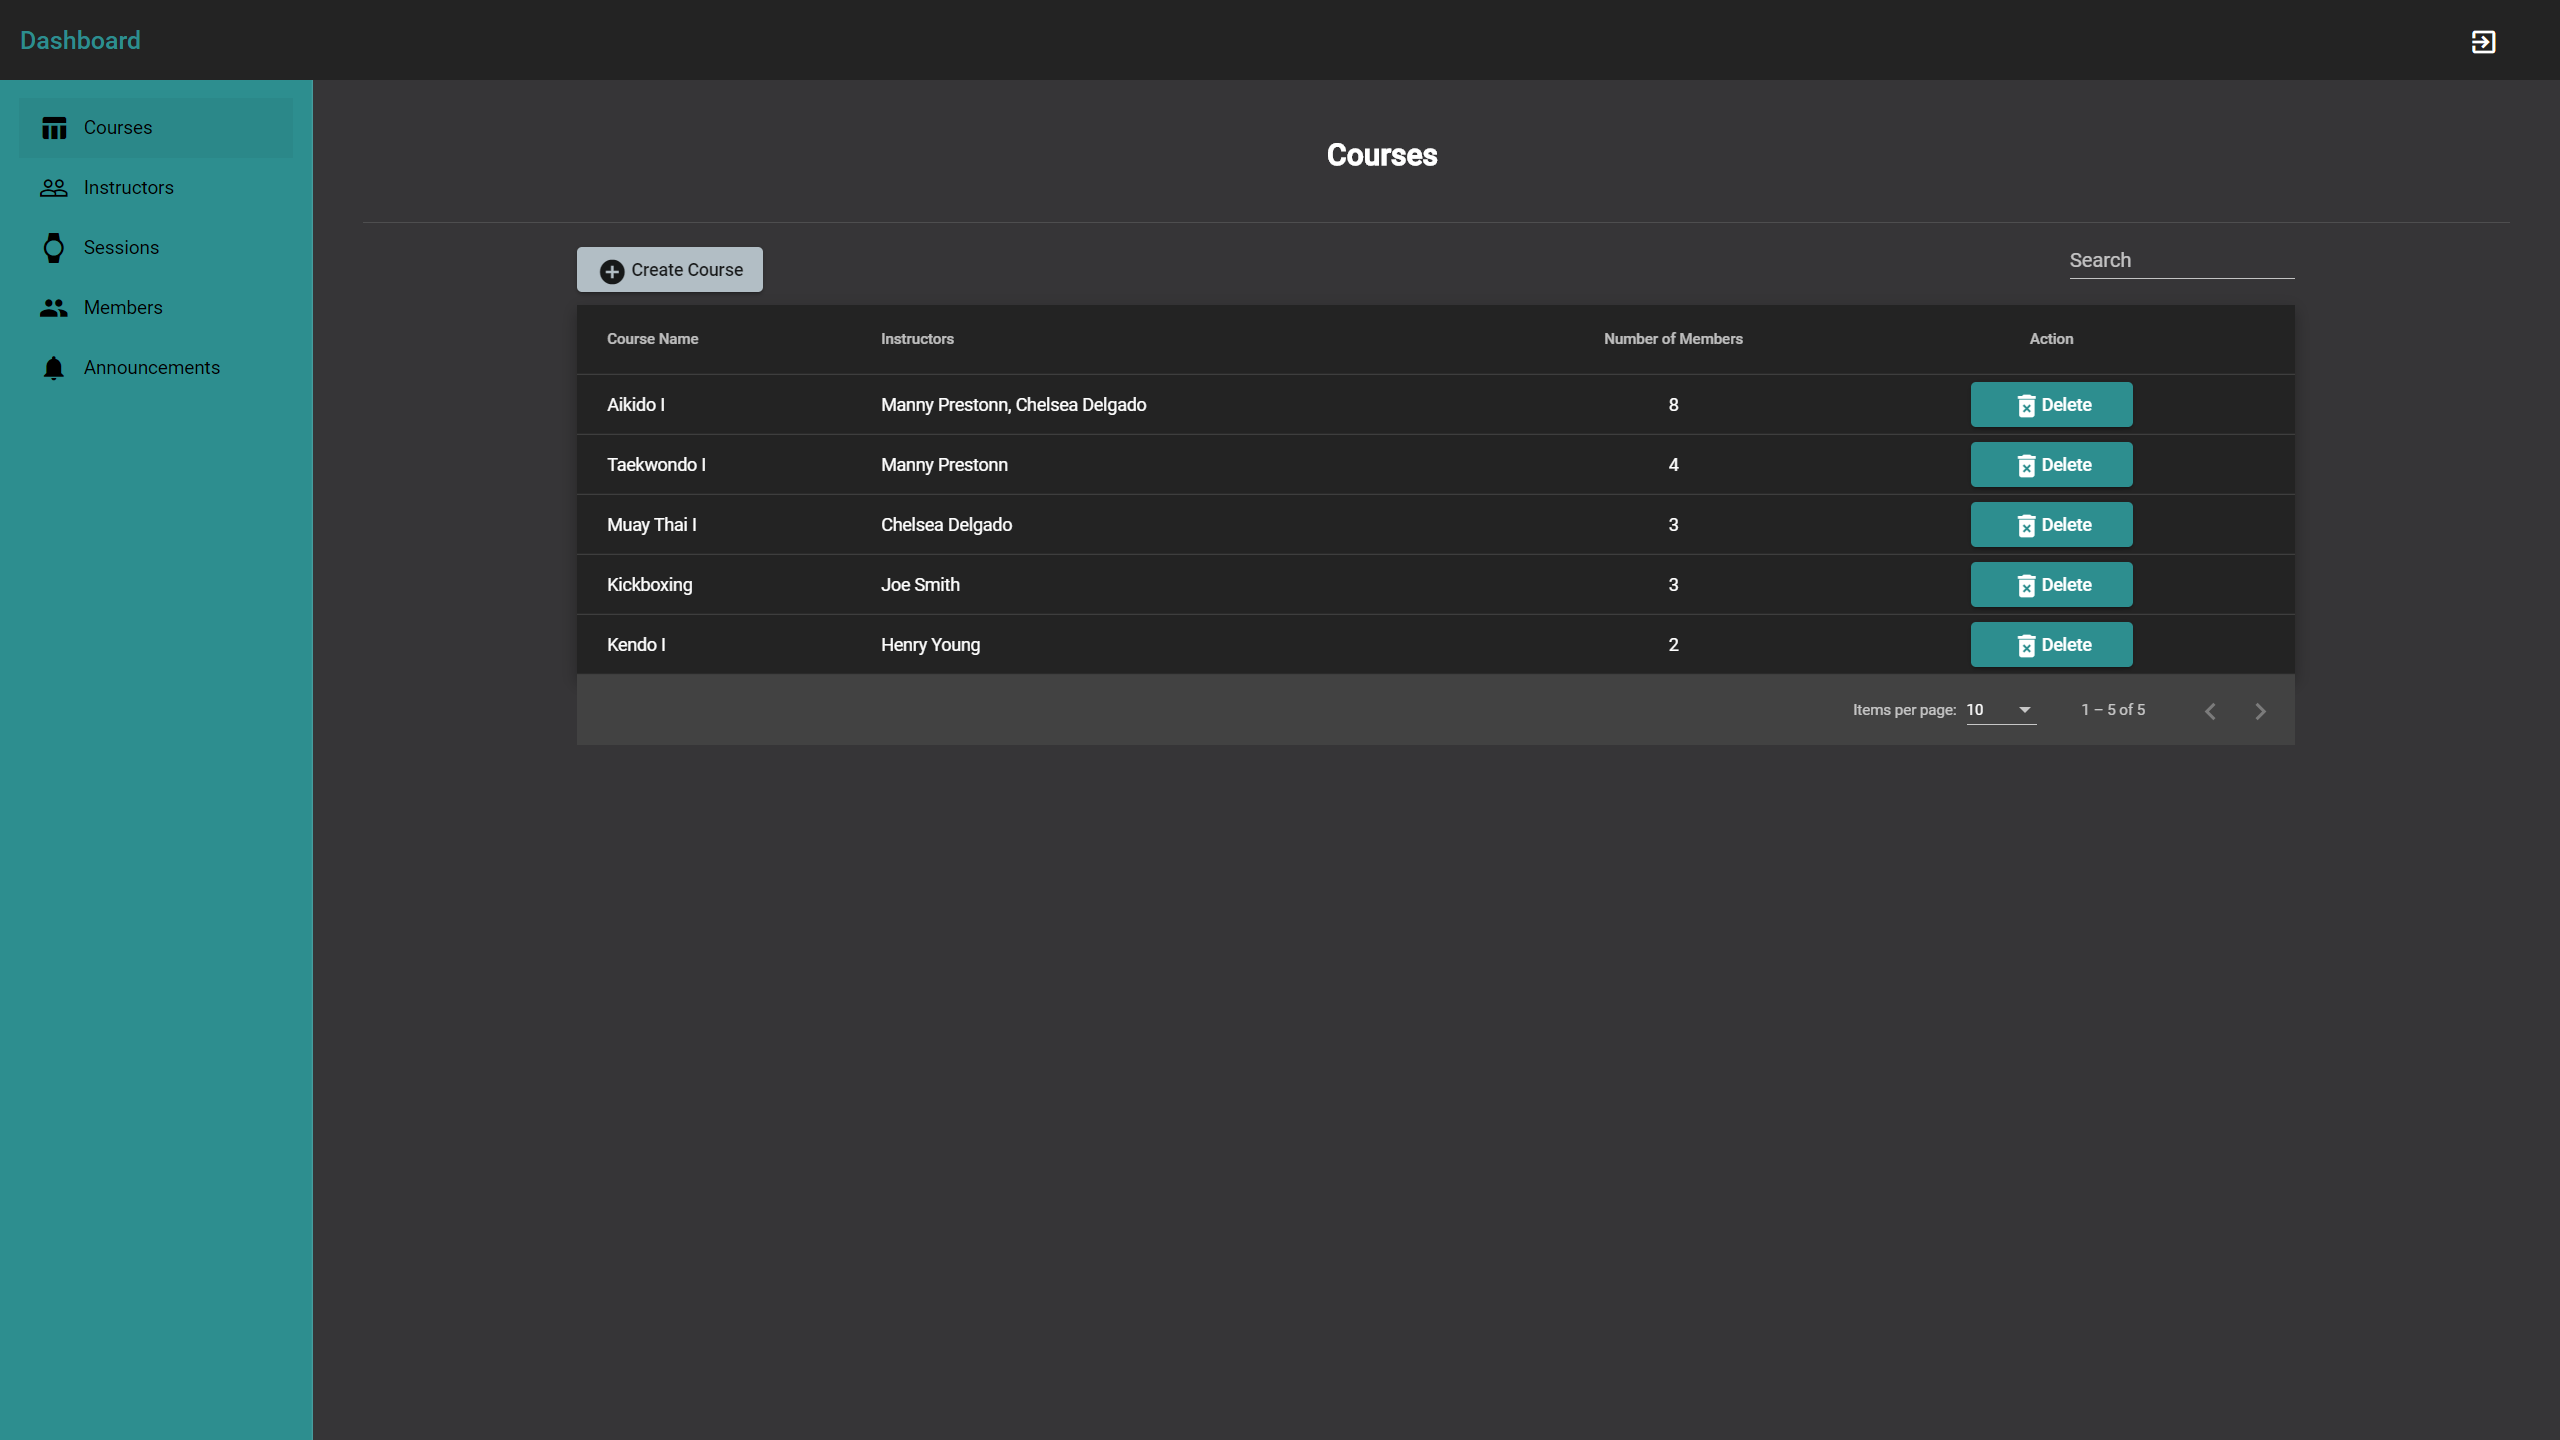 Dashboard
Courses
Instructors
Sessions
Members
Announcements
Courses
Create Course
Search
Course Name Instructors Number of Members Action
Aikido I Manny Prestonn, Chelsea Delgado 8 Delete
Taekwondo I Manny Prestonn 4 Delete
Muay Thai I Chelsea Delgado 3 Delete
Kickboxing Joe Smith 3 Delete
Kendo I Henry Young 2 Delete
Items per page: 10 1 – 5 of 5